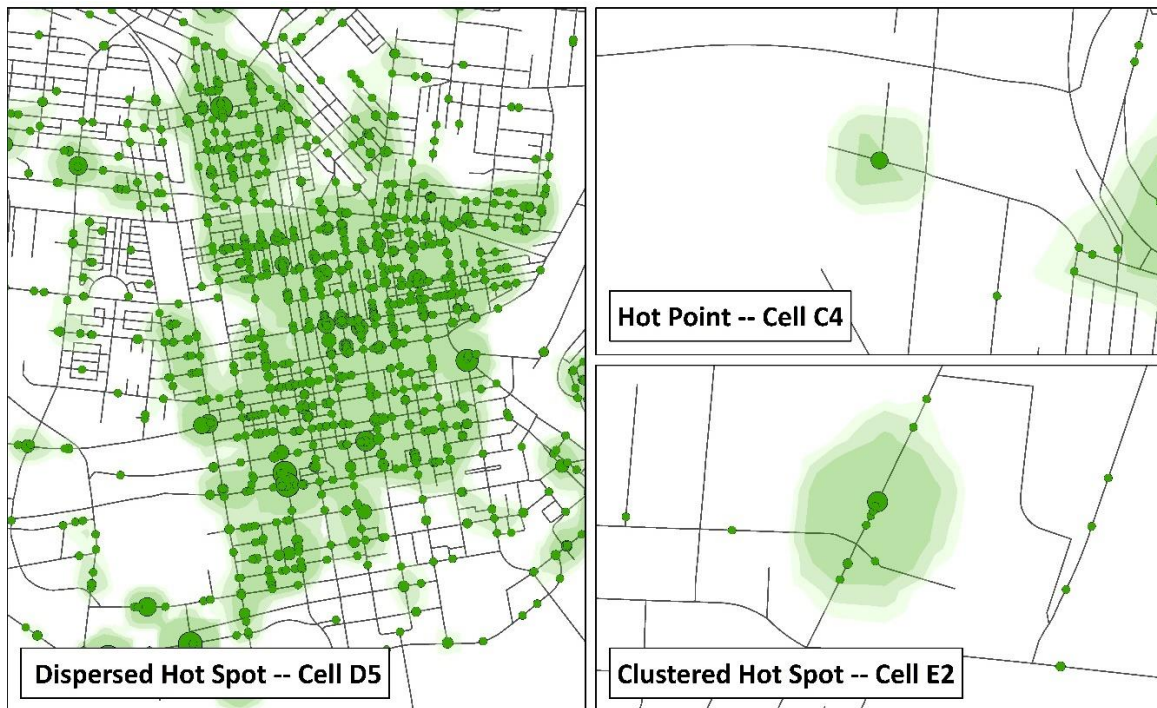 Dispersed Hot Spot -- Cell D5
Hot Point -- Cell C4
Clustered Hot Spot -- Cell E2